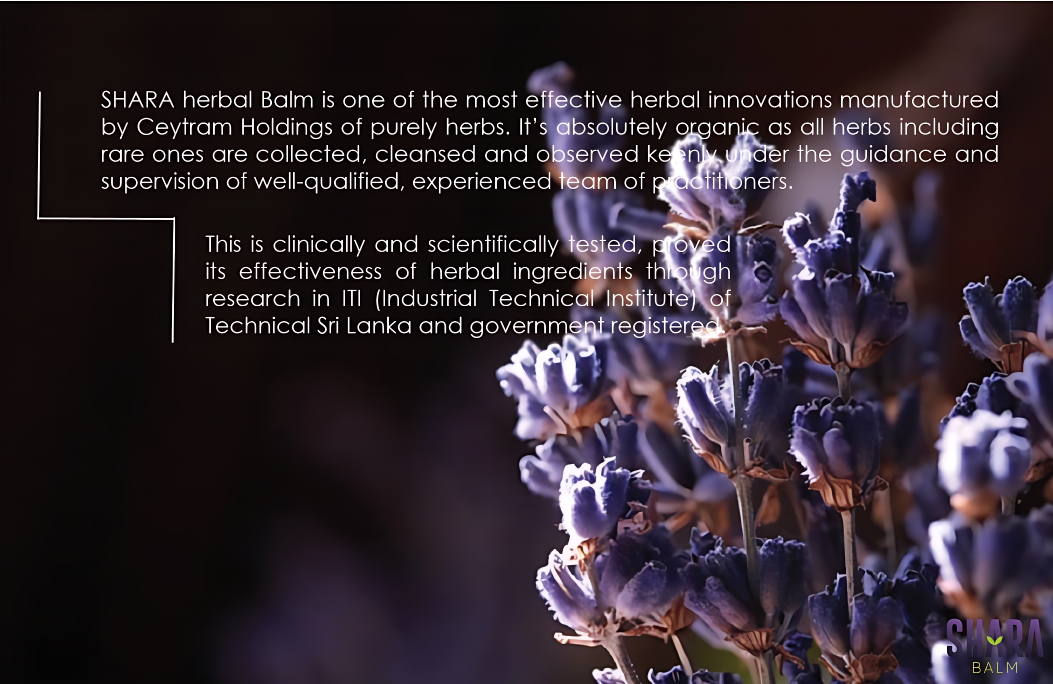 SHARA herbal Balm is one of the most effective herbal innovations manufactured
by Ceytram Holdings of purely herbs. It’s absolutely organic as all herbs including
rare ones are collected, cleansed and observed keenly under the guidance and
supervision of well-qualified, experienced team of practitioners.
This is clinically and scientifically tested, proved
its effectiveness of herbal ingredients through
research in ITI (Industrial Technical Institute) of
Technical Sri Lanka and government registered.
SHARA
BALM